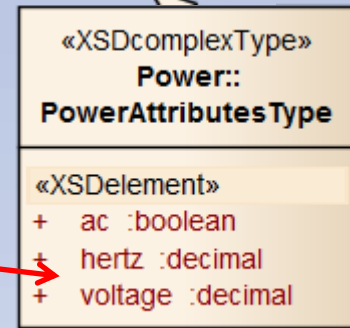 «XSDcomplexType»
Power::
PowerAttributesType
«XSDelement»
+ ac :boolean
+ hertz :decimal
+ voltage :decimal